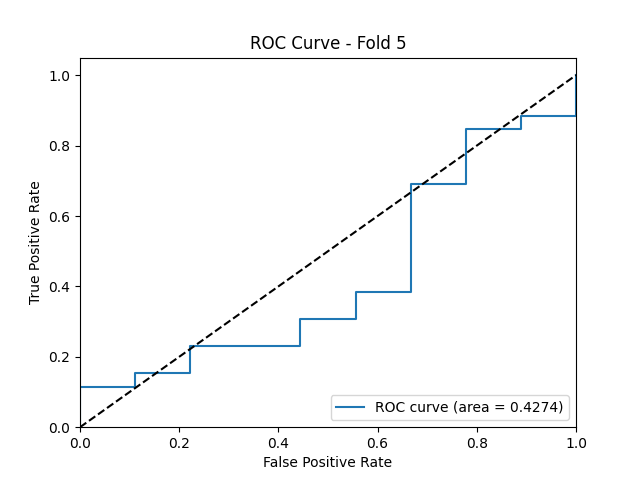 ROC Curve - Fold 5
True Positive Rate
1.0
0.8
0.6
0.4
0.2
0.0
ROC curve (area = 0.4274)
0.0 0.2 0.4 0.6 0.8 1.0
False Positive Rate